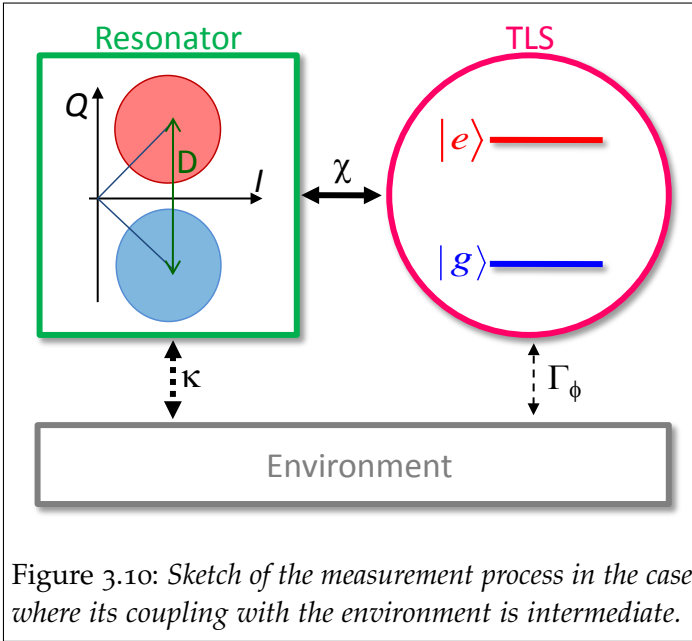 Resonator
TLS
Q
D
I
χ
|e⟩
|g⟩
κ
Γϕ
Environment
Figure 3.10: Sketch of the measurement process in the case
where its coupling with the environment is intermediate.